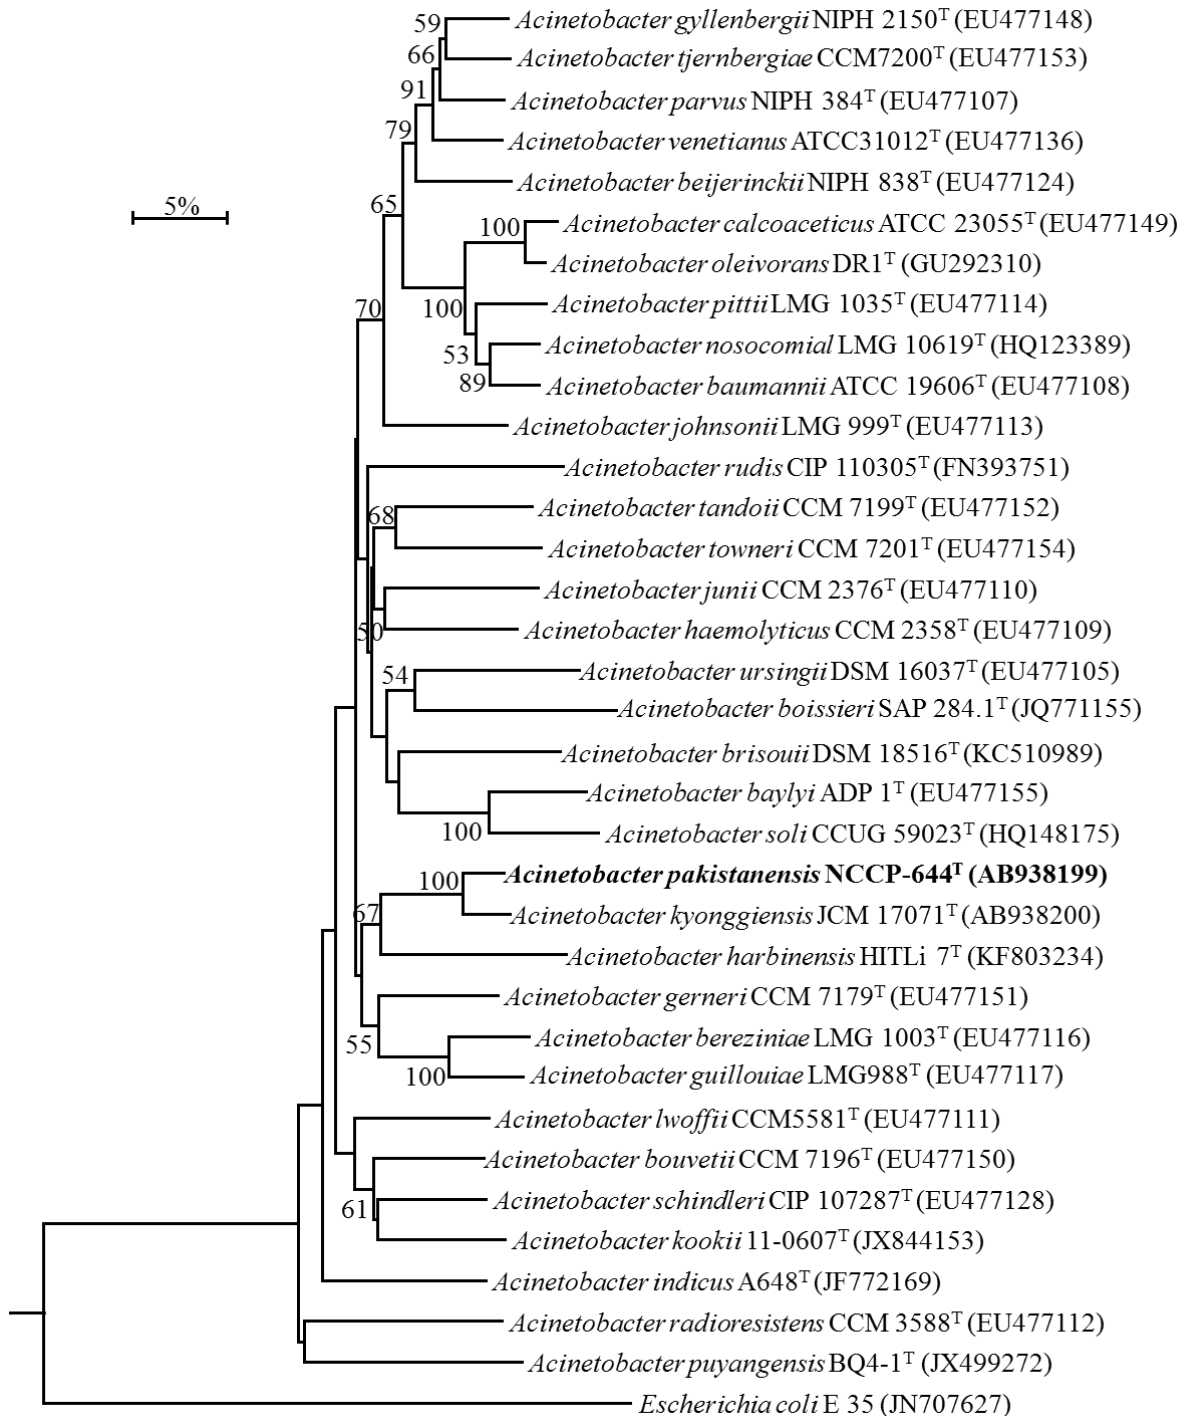 59
Acinetobacter gyllenbergii NIPH 2150ᵀ (EU477148)
66
Acinetobacter tjernbergiae CCM7200ᵀ (EU477153)
91
Acinetobacter parvus NIPH 384ᵀ (EU477107)
79
Acinetobacter venetianus ATCC31012ᵀ (EU477136)
Acinetobacter beijerinckii NIPH 838ᵀ (EU477124)
5%
65
100
Acinetobacter calcoaceticus ATCC 23055ᵀ (EU477149)
Acinetobacter oleivorans DR1ᵀ (GU292310)
70
100
Acinetobacter pittii LMG 1035ᵀ (EU477114)
53
Acinetobacter nosocomial LMG 10619ᵀ (HQ123389)
89
Acinetobacter baumannii ATCC 19606ᵀ (EU477108)
Acinetobacter johnsonii LMG 999ᵀ (EU477113)
Acinetobacter rudis CIP 110305ᵀ (FN393751)
68
Acinetobacter tandoii CCM 7199ᵀ (EU477152)
Acinetobacter towneri CCM 7201ᵀ (EU477154)
Acinetobacter junii CCM 2376ᵀ (EU477110)
50
Acinetobacter haemolyticus CCM 2358ᵀ (EU477109)
54
Acinetobacter ursingii DSM 16037ᵀ (EU477105)
Acinetobacter boissieri SAP 284.1ᵀ (JQ771155)
Acinetobacter brisouii DSM 18516ᵀ (KC510989)
Acinetobacter baylyi ADP 1ᵀ (EU477155)
100
Acinetobacter soli CCUG 59023ᵀ (HQ148175)
100
Acinetobacter pakistanensis NCCP-644ᵀ (AB938199)
67
Acinetobacter kyonggiensis JCM 17071ᵀ (AB938200)
Acinetobacter harbinensis HITLi 7ᵀ (KF803234)
Acinetobacter gerneri CCM 7179ᵀ (EU477151)
55
Acinetobacter bereziniae LMG 1003ᵀ (EU477116)
100
Acinetobacter guillouiae LMG988ᵀ (EU477117)
Acinetobacter lwoffii CCM5581ᵀ (EU477111)
Acinetobacter bouvetii CCM 7196ᵀ (EU477150)
61
Acinetobacter schindleri CIP 107287ᵀ (EU477128)
Acinetobacter kookii 11-0607ᵀ (JX844153)
Acinetobacter indicus A648ᵀ (JF772169)
Acinetobacter radioresistens CCM 3588ᵀ (EU477112)
Acinetobacter puyangensis BQ4-1ᵀ (JX499272)
Escherichia coli E 35 (JN707627)